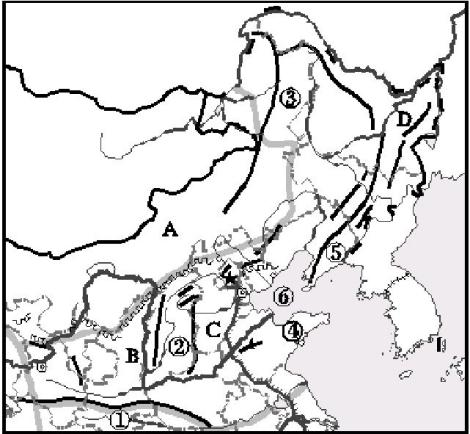 ③
D
A
⑤
⑥
C
④
B
②
①